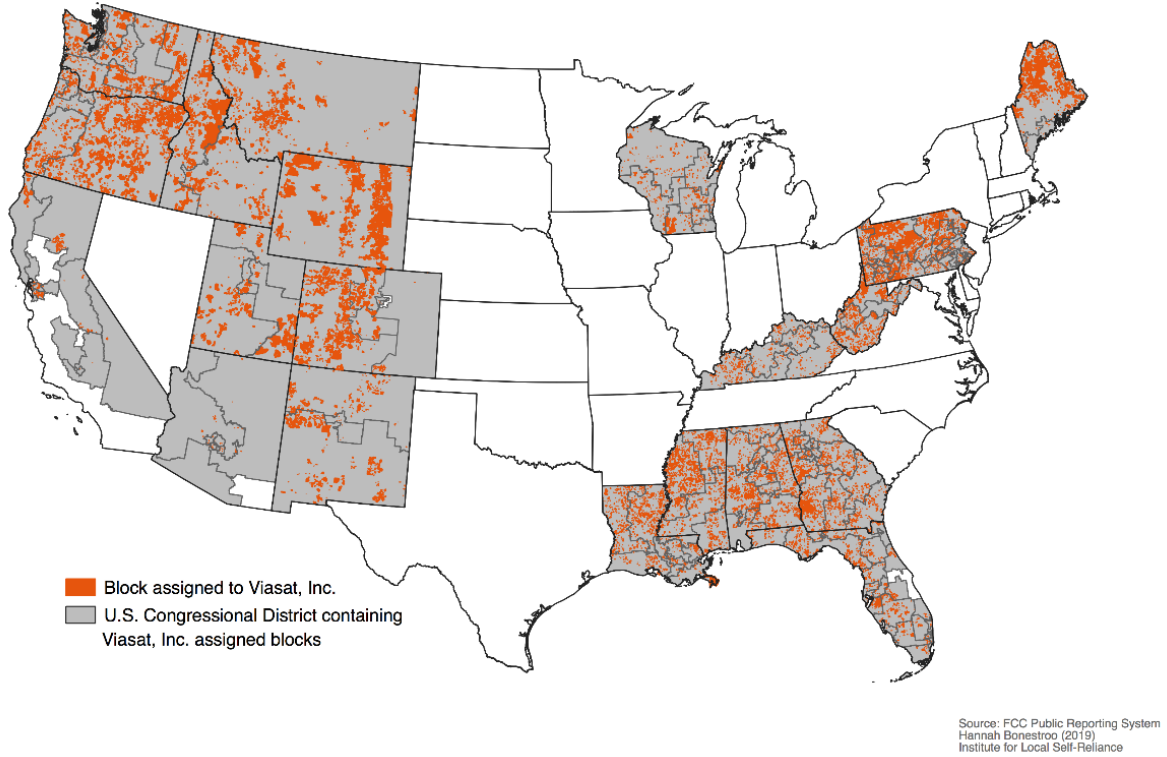 Block assigned to Viasat, Inc.
U.S. Congressional District containing
Viasat, Inc. assigned blocks
Source: FCC Public Reporting System
Hannah Bonestroo (2019)
Institute for Local Self-Reliance